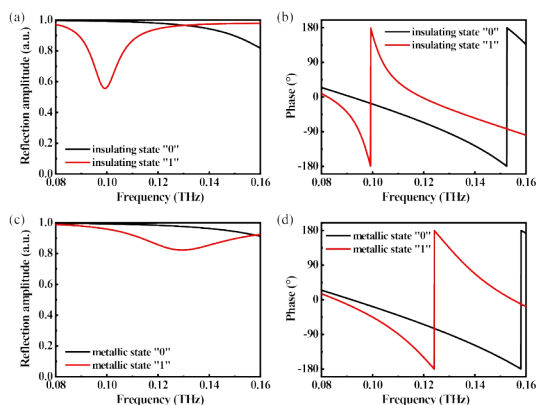 (a)
1.0
0.8
0.6
0.4
0.2
0.0
Reflection amplitude (a.u.)
insulating state "0"
insulating state "1"
0.08 0.10 0.12 0.14 0.16
Frequency (THz)
(b)
180
90
0
-90
-180
Phase (°)
insulating state "0"
insulating state "1"
0.08 0.10 0.12 0.14 0.16
Frequency (THz)
(c)
1.0
0.8
0.6
0.4
0.2
0.0
Reflection amplitude (a.u.)
metallic state "0"
metallic state "1"
0.08 0.10 0.12 0.14 0.16
Frequency (THz)
(d)
180
90
0
-90
-180
Phase (°)
metallic state "0"
metallic state "1"
0.08 0.10 0.12 0.14 0.16
Frequency (THz)